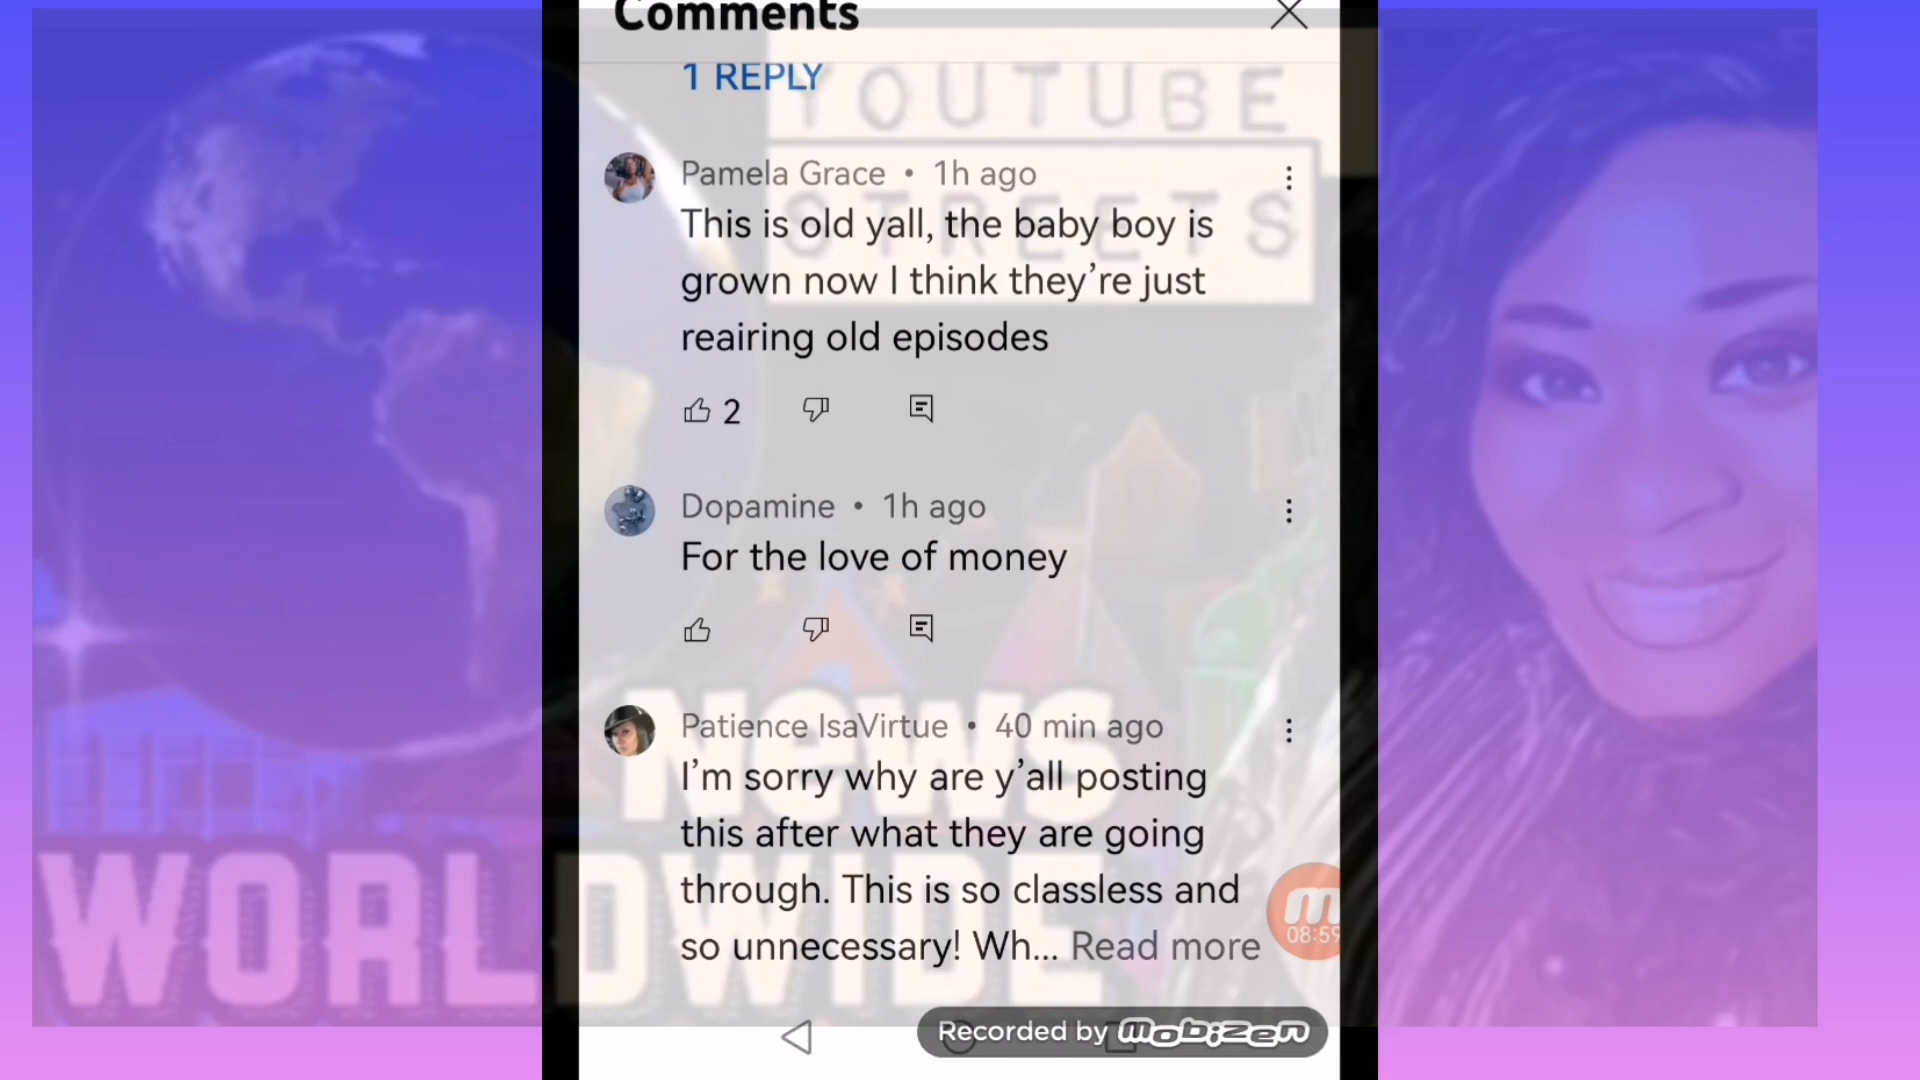 Comments
1 REPLY
YOUTUBE
STREETS
Pamela Grace • 1h ago
This is old yall, the baby boy is
grown now I think they’re just
reairing old episodes
2
Dopamine • 1h ago
For the love of money
Patience IsaVirtue • 40 min ago
I’m sorry why are y’all posting
this after what they are going
through. This is so classless and
so unnecessary! Wh... Read more
NEWS
WORLDWIDE
08:59
Recorded by mobizen